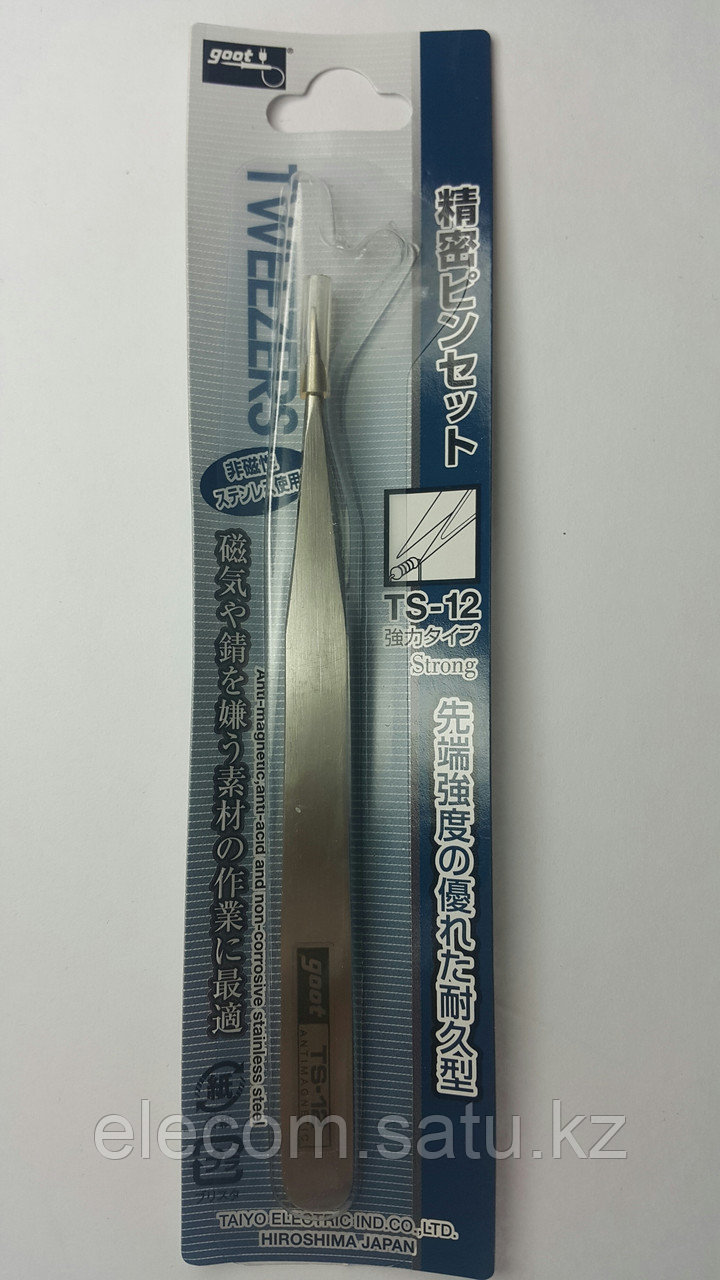 goot
®
TWEEZERS
精密ピンセット
非磁性
ステンレス使用
TS-12
強力タイプ
Strong
磁気や錆を嫌う素材の作業に最適
Anti-magnetic,anti-acid and non-corrosive stainless steel
先端強度の優れた耐久型
goot
TS-12
ANTIMAGNETIC
紙
プラ
elecom.satu.kz
TAIYO ELECTRIC IND.CO.,LTD.
HIROSHIMA JAPAN